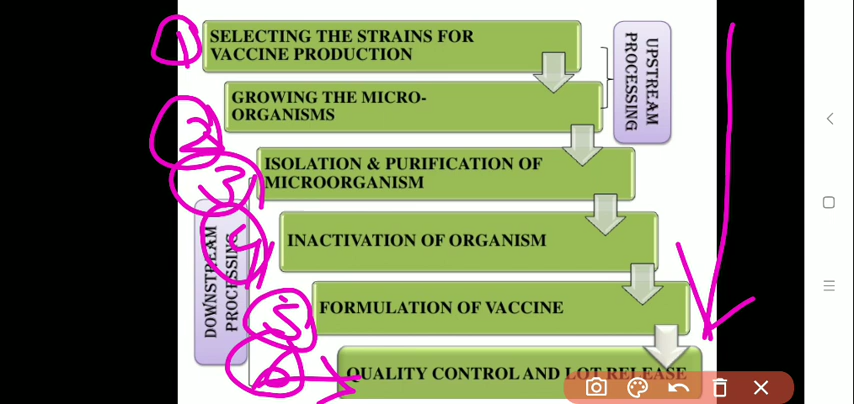 1
SELECTING THE STRAINS FOR
VACCINE PRODUCTION
UPSTREAM
PROCESSING
2
GROWING THE MICRO-
ORGANISMS
3
ISOLATION & PURIFICATION OF
MICROORGANISM
4
INACTIVATION OF ORGANISM
DOWNSTREAM
PROCESSING
5
FORMULATION OF VACCINE
6
QUALITY CONTROL AND LOT RELEASE